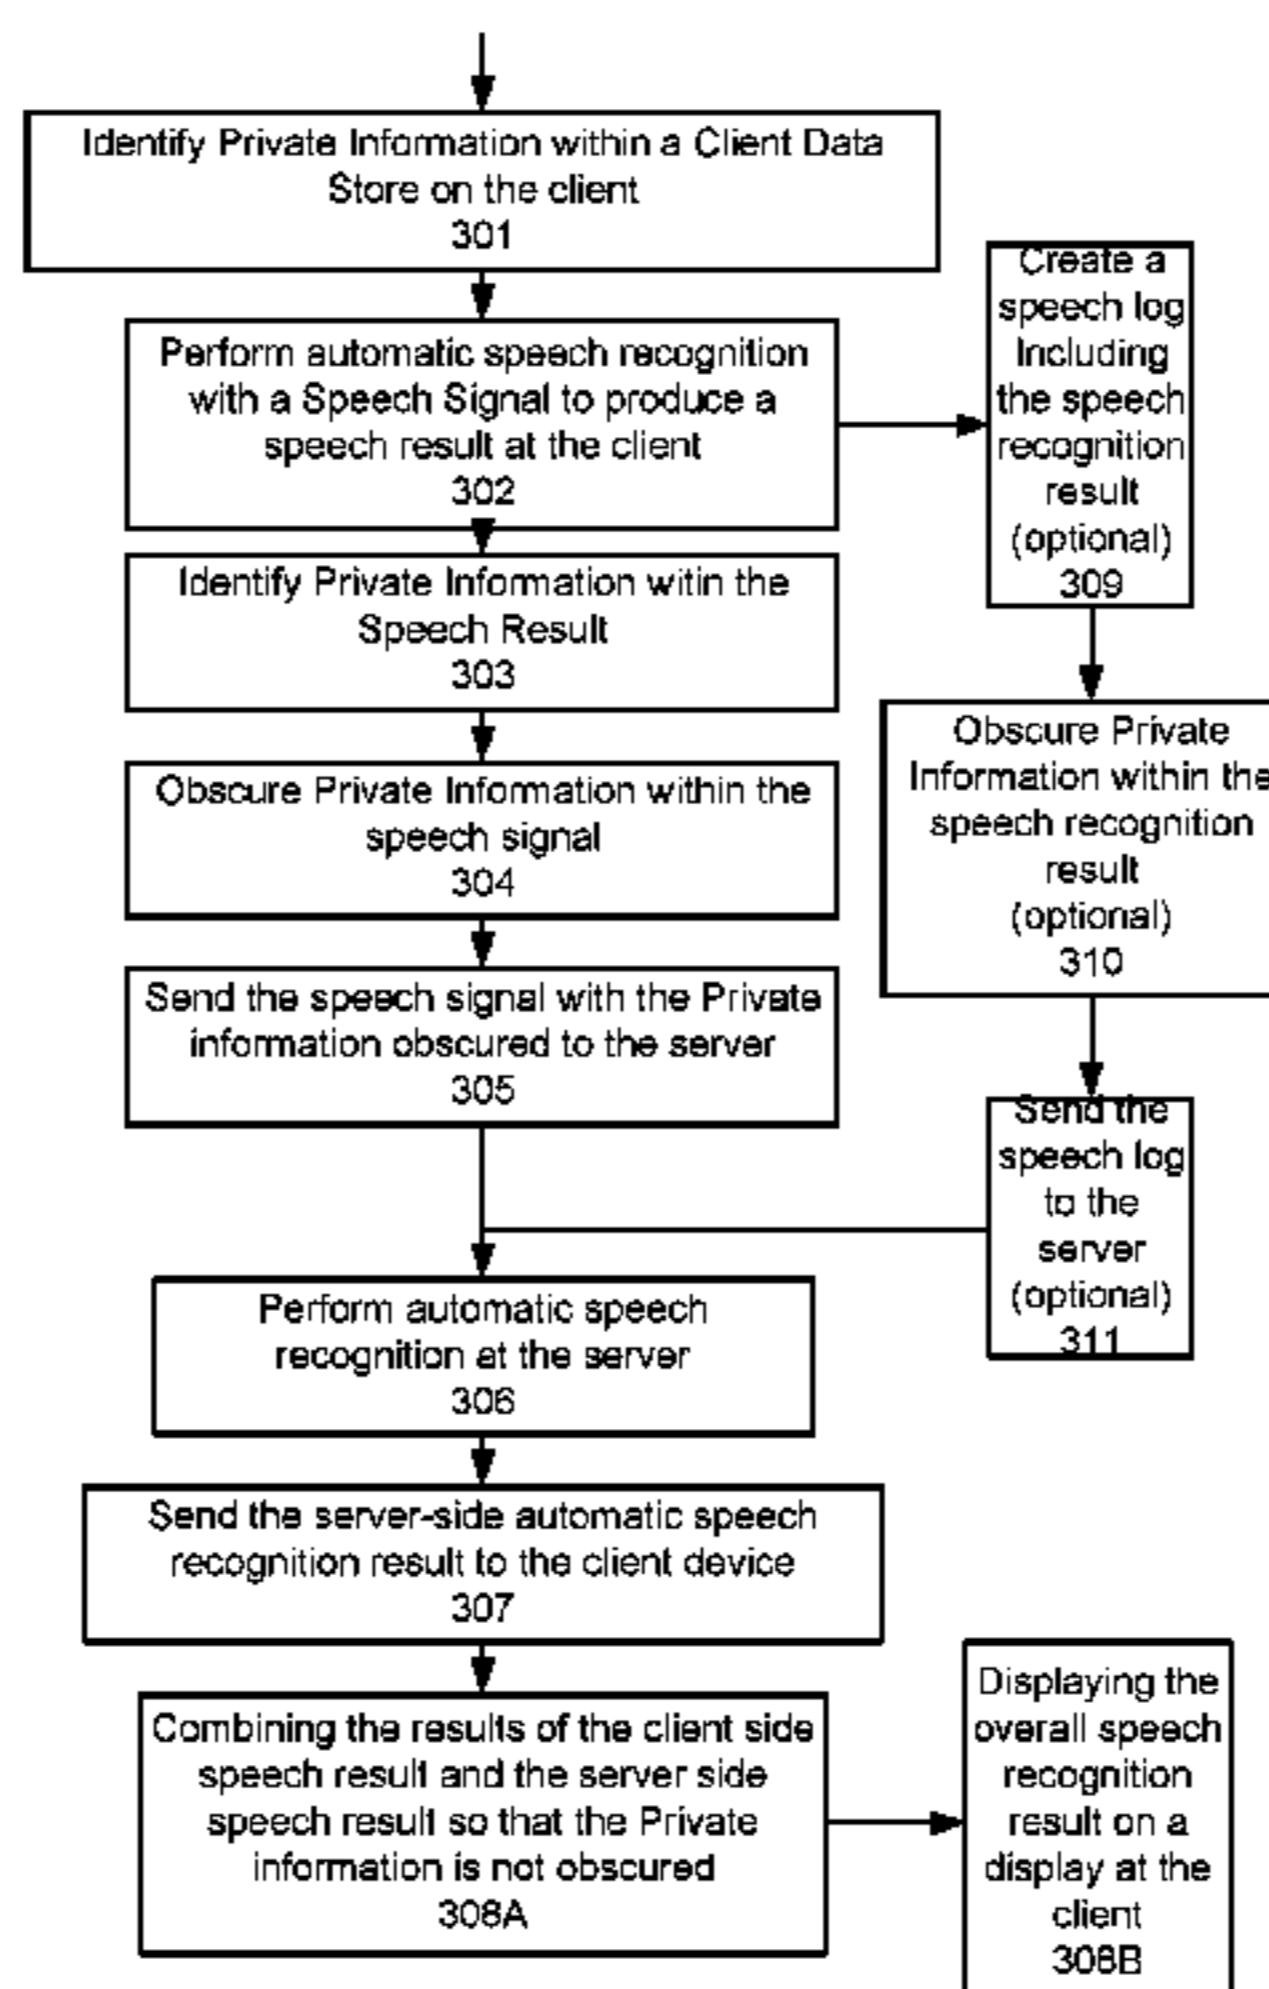 Identify Private Information within a Client Data
Store on the client
301
Perform automatic speech recognition
with a Speech Signal to produce a
speech result at the client
302
Identify Private Information witin the
Speech Result
303
Obscure Private Information within the
speech signal
304
Send the speech signal with the Private
information obscured to the server
305
Create a
speech log
Including
the speech
recognition
result
(optional)
309
Obscure Private
Information within the
speech recognition
result
(optional)
310
Send the
speech log
to the
server
(optional)
311
Perform automatic speech
recognition at the server
306
Send the server-side automatic speech
recognition result to the client device
307
Combining the results of the client side
speech result and the server side
speech result so that the Private
information is not obscured
308A
Displaying the
overall speech
recognition
result on a
display at the
client
308B